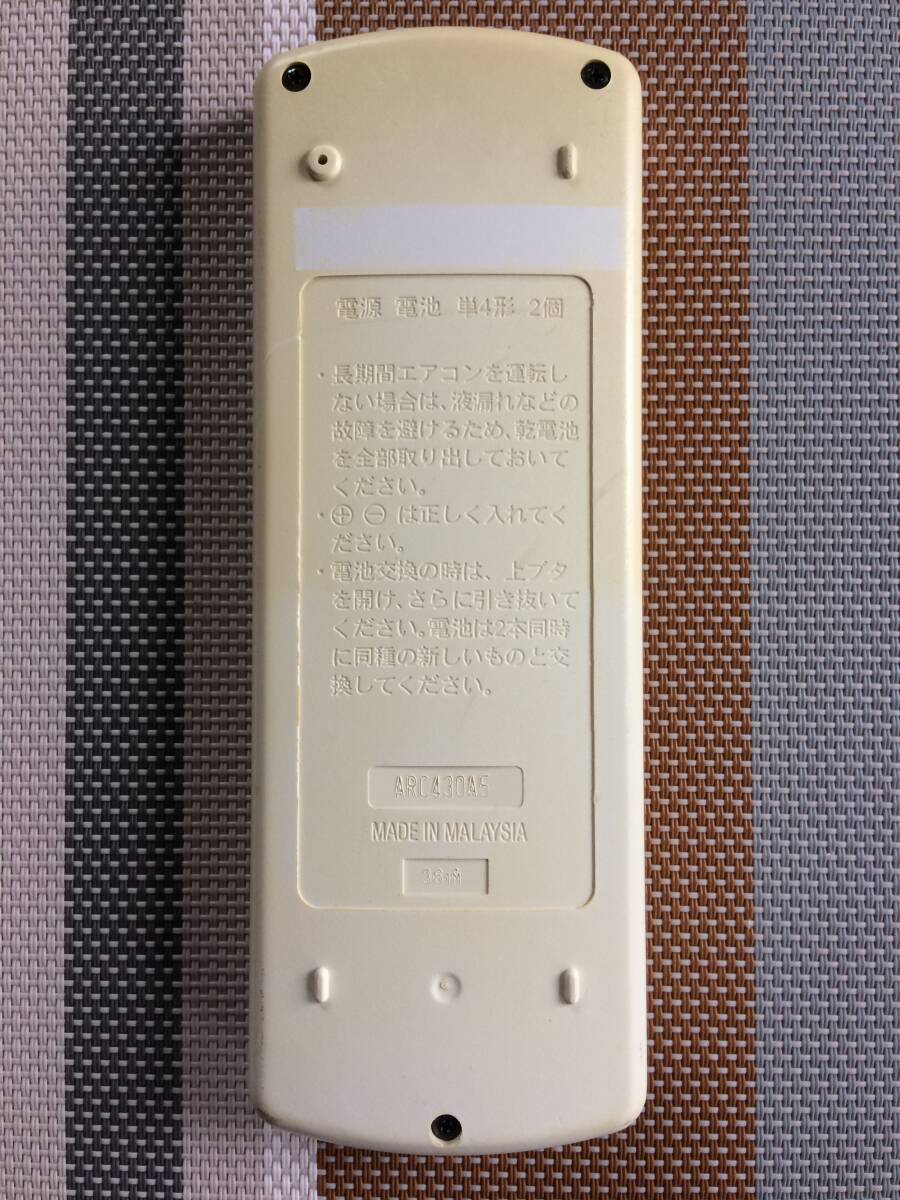 電源 電池 単4形 2個
・長期間エアコンを運転し
ない場合は、液漏れなどの
故障を避けるため、乾電池
を全部取り出しておいて
ください。
・⊕ ⊖ は正しく入れてく
ださい。
・電池交換の時は、上ブタ
を開け、さらに引き抜いて
ください。電池は2本同時
に同種の新しいものと交
換してください。
ARC430A5
MADE IN MALAYSIA